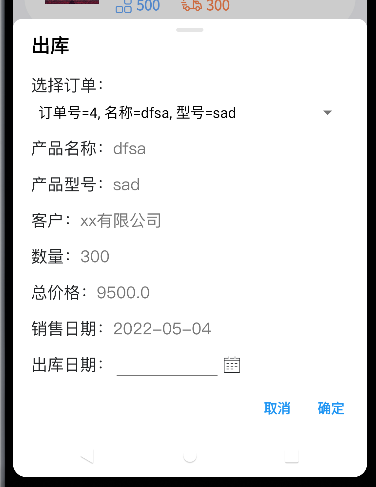 500 300
出库
选择订单：
订单号=4, 名称=dfsa, 型号=sad
产品名称：dfsa
产品型号：sad
客户：xx有限公司
数量：300
总价格：9500.0
销售日期：2022-05-04
出库日期：
取消 确定